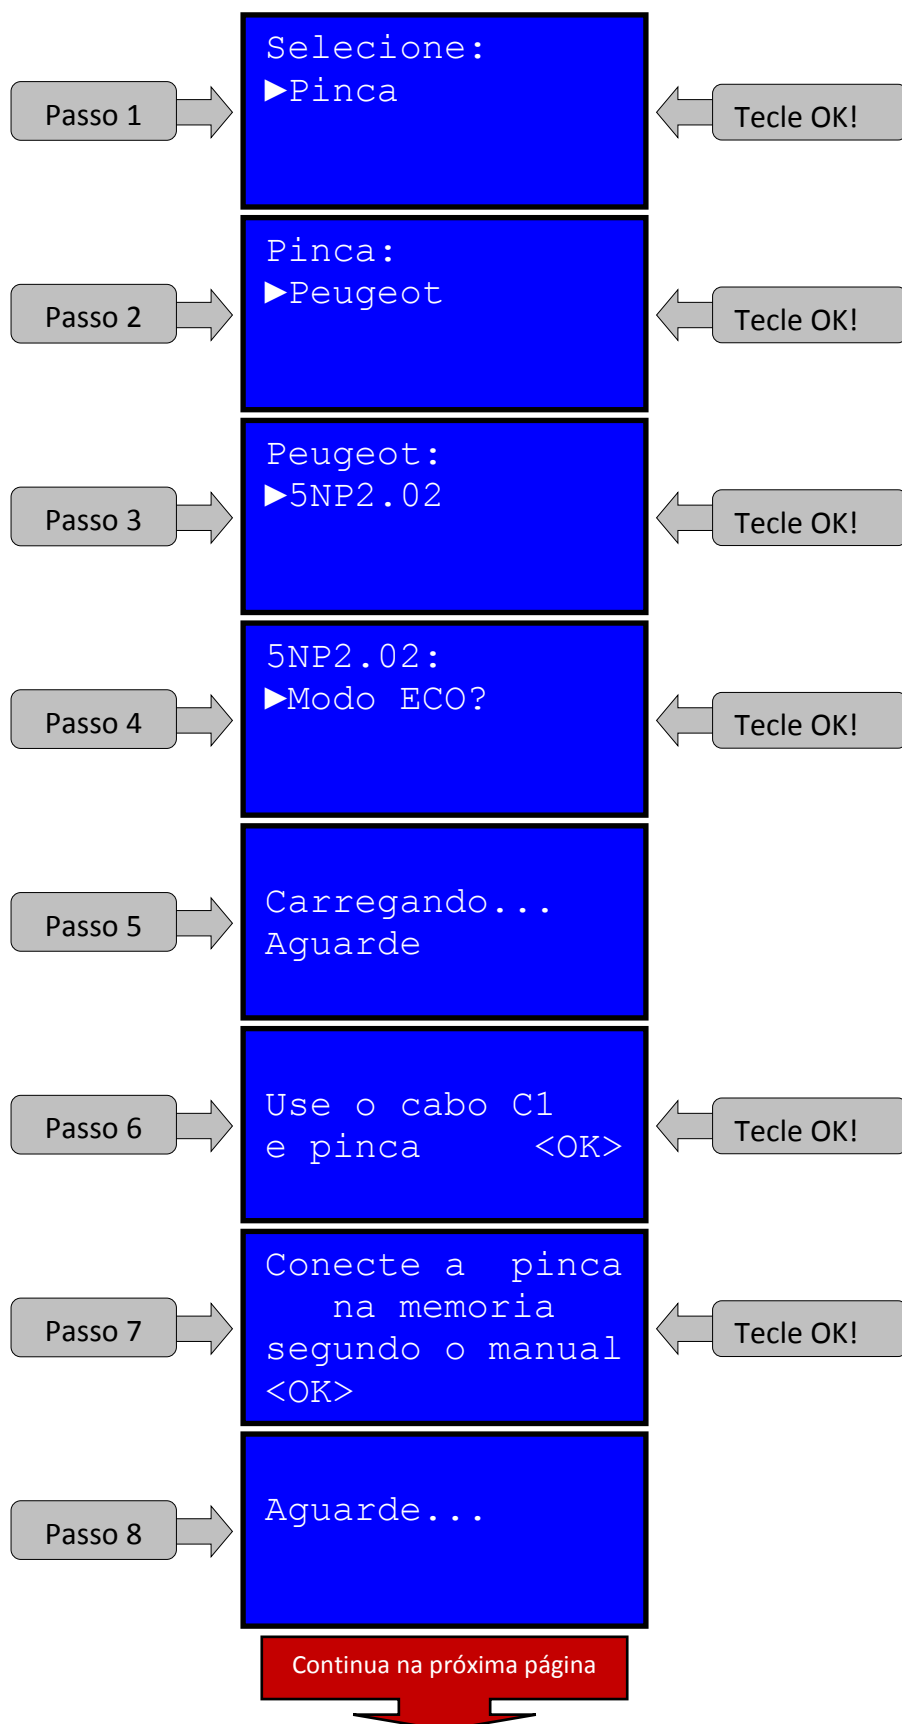 Selecione:
►Pinca
Passo 1
Tecle OK!
Pinca:
►Peugeot
Passo 2
Tecle OK!
Peugeot:
►5NP2.02
Passo 3
Tecle OK!
5NP2.02:
►Modo ECO?
Passo 4
Tecle OK!
Carregando...
Aguarde
Passo 5
Use o cabo C1
e pinca <OK>
Passo 6
Tecle OK!
Conecte a pinca
na memoria
segundo o manual
<OK>
Passo 7
Tecle OK!
Aguarde...
Passo 8
Continua na próxima página